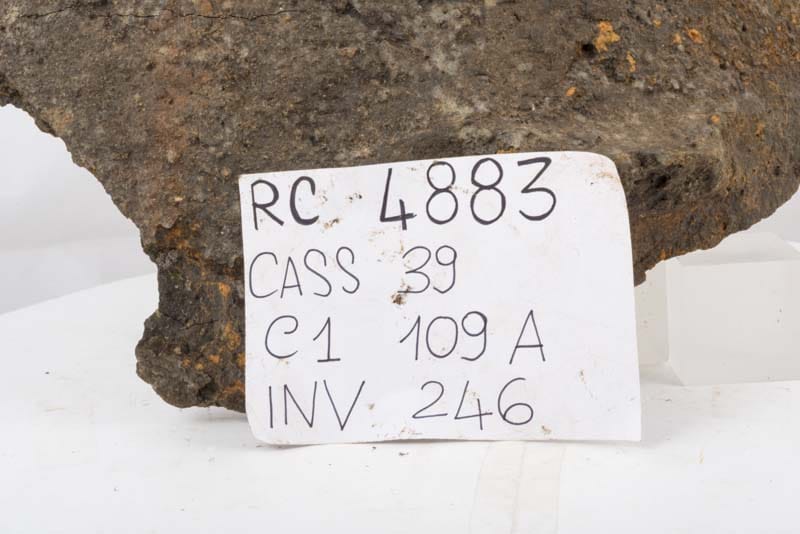 RC 4883
CASS 39
C1 109 A
INV 246